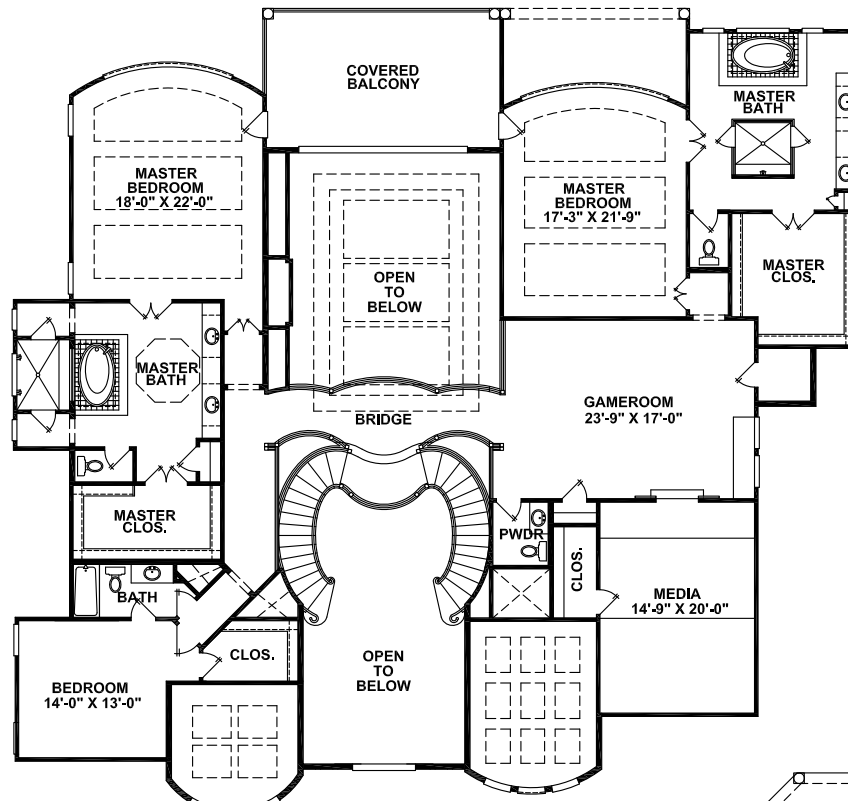 COVERED
BALCONY
MASTER
BATH
MASTER
BEDROOM
18'-0" X 22'-0"
MASTER
BEDROOM
17'-3" X 21'-9"
OPEN
TO
BELOW
MASTER
CLOS.
MASTER
BATH
GAMEROOM
23'-9" X 17'-0"
BRIDGE
MASTER
CLOS.
PWDR
CLOS.
BATH
MEDIA
14'-9" X 20'-0"
CLOS.
OPEN
TO
BELOW
BEDROOM
14'-0" X 13'-0"